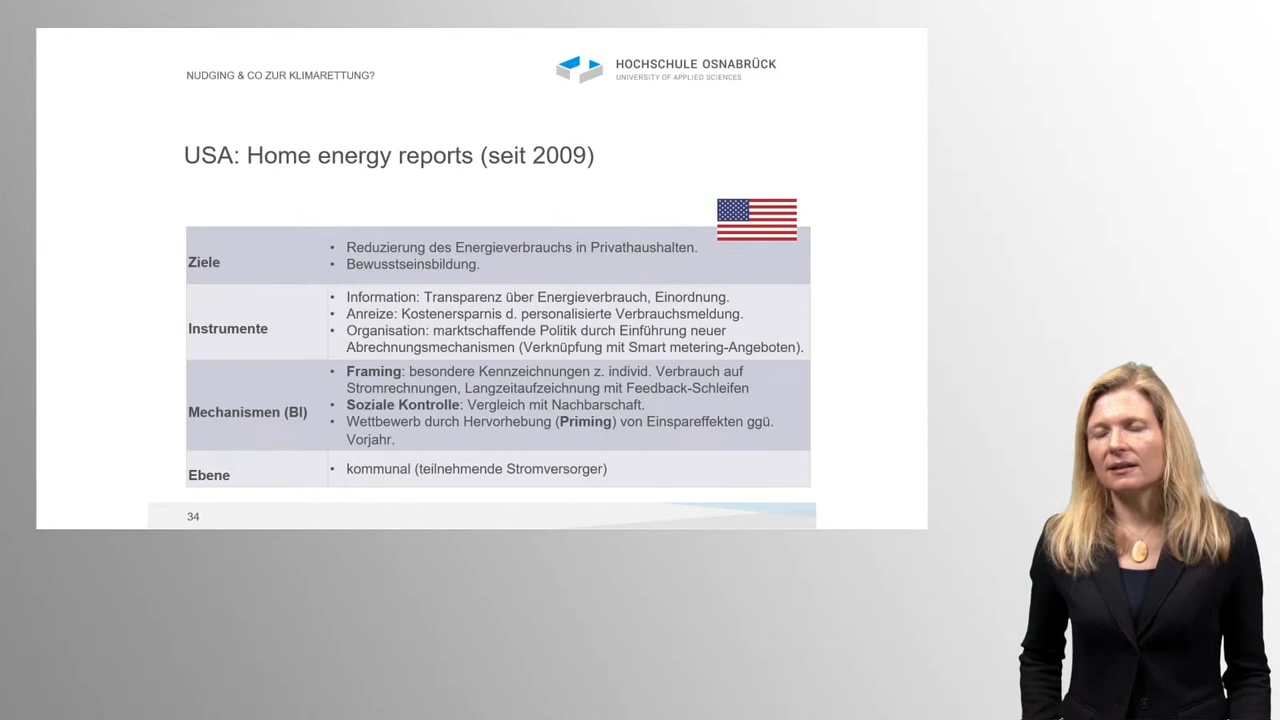 NUDGING & CO ZUR KLIMARETTUNG?
HOCHSCHULE OSNABRÜCK
UNIVERSITY OF APPLIED SCIENCES
USA: Home energy reports (seit 2009)
Ziele
• Reduzierung des Energieverbrauchs in Privathaushalten.
• Bewusstseinsbildung.
Instrumente
• Information: Transparenz über Energieverbrauch, Einordnung.
• Anreize: Kostenersparnis d. personalisierte Verbrauchsmeldung.
• Organisation: marktschaffende Politik durch Einführung neuer
Abrechnungsmechanismen (Verknüpfung mit Smart metering-Angeboten).
Mechanismen (BI)
• Framing: besondere Kennzeichnungen z. individ. Verbrauch auf
Stromrechnungen, Langzeitaufzeichnung mit Feedback-Schleifen
• Soziale Kontrolle: Vergleich mit Nachbarschaft.
• Wettbewerb durch Hervorhebung (Priming) von Einspareffekten ggü.
Vorjahr.
Ebene
• kommunal (teilnehmende Stromversorger)
34